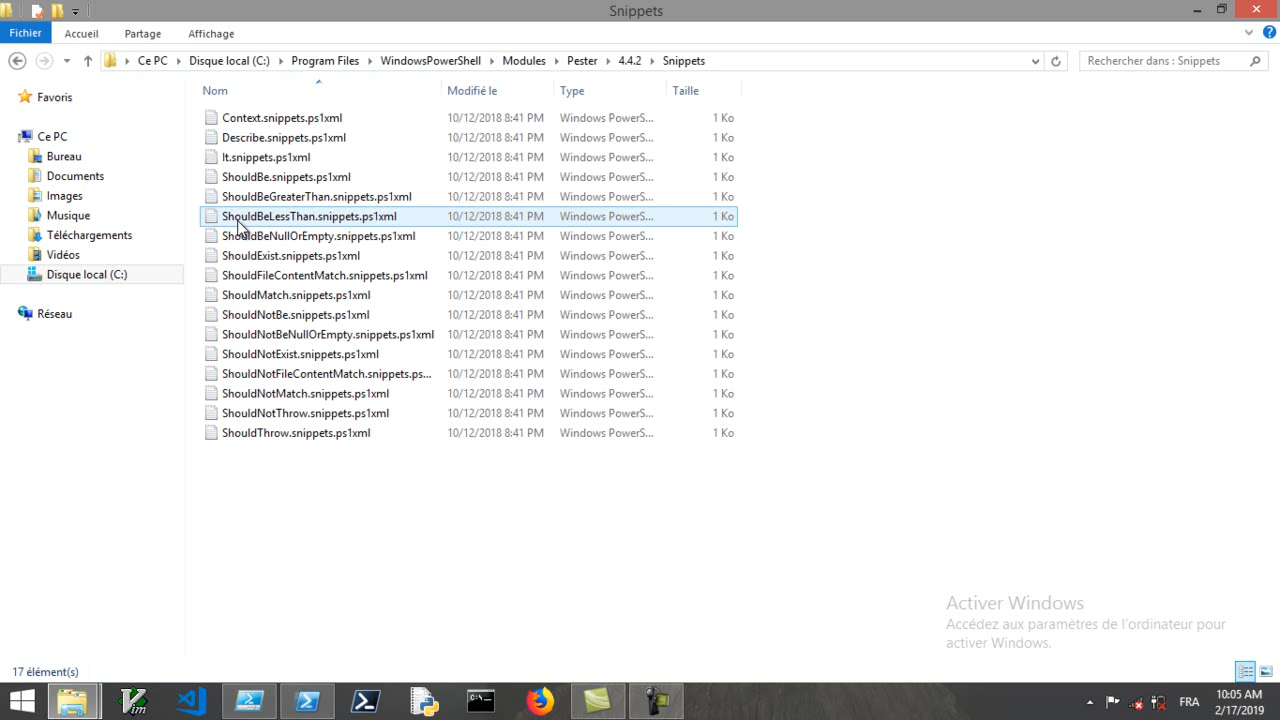 Snippets
Fichier Accueil Partage Affichage
Ce PC Disque local (C:) Program Files WindowsPowerShell Modules Pester 4.4.2 Snippets Rechercher dans : Snippets
Nom Modifié le Type Taille
Favoris
Ce PC
Bureau
Documents
Images
Musique
Téléchargements
Vidéos
Disque local (C:)
Réseau
Context.snippets.ps1xml 10/12/2018 8:41 PM Windows PowerS... 1 Ko
Describe.snippets.ps1xml 10/12/2018 8:41 PM Windows PowerS... 1 Ko
It.snippets.ps1xml 10/12/2018 8:41 PM Windows PowerS... 1 Ko
ShouldBe.snippets.ps1xml 10/12/2018 8:41 PM Windows PowerS... 1 Ko
ShouldBeGreaterThan.snippets.ps1xml 10/12/2018 8:41 PM Windows PowerS... 1 Ko
ShouldBeLessThan.snippets.ps1xml 10/12/2018 8:41 PM Windows PowerS... 1 Ko
ShouldBeNullOrEmpty.snippets.ps1xml 10/12/2018 8:41 PM Windows PowerS... 1 Ko
ShouldExist.snippets.ps1xml 10/12/2018 8:41 PM Windows PowerS... 1 Ko
ShouldFileContentMatch.snippets.ps1xml 10/12/2018 8:41 PM Windows PowerS... 1 Ko
ShouldMatch.snippets.ps1xml 10/12/2018 8:41 PM Windows PowerS... 1 Ko
ShouldNotBe.snippets.ps1xml 10/12/2018 8:41 PM Windows PowerS... 1 Ko
ShouldNotBeNullOrEmpty.snippets.ps1xml 10/12/2018 8:41 PM Windows PowerS... 1 Ko
ShouldNotExist.snippets.ps1xml 10/12/2018 8:41 PM Windows PowerS... 1 Ko
ShouldNotFileContentMatch.snippets.ps... 10/12/2018 8:41 PM Windows PowerS... 1 Ko
ShouldNotMatch.snippets.ps1xml 10/12/2018 8:41 PM Windows PowerS... 1 Ko
ShouldNotThrow.snippets.ps1xml 10/12/2018 8:41 PM Windows PowerS... 1 Ko
ShouldThrow.snippets.ps1xml 10/12/2018 8:41 PM Windows PowerS... 1 Ko
Activer Windows
Accédez aux paramètres de l'ordinateur pour
activer Windows.
17 élément(s)
FRA 10:05 AM
2/17/2019